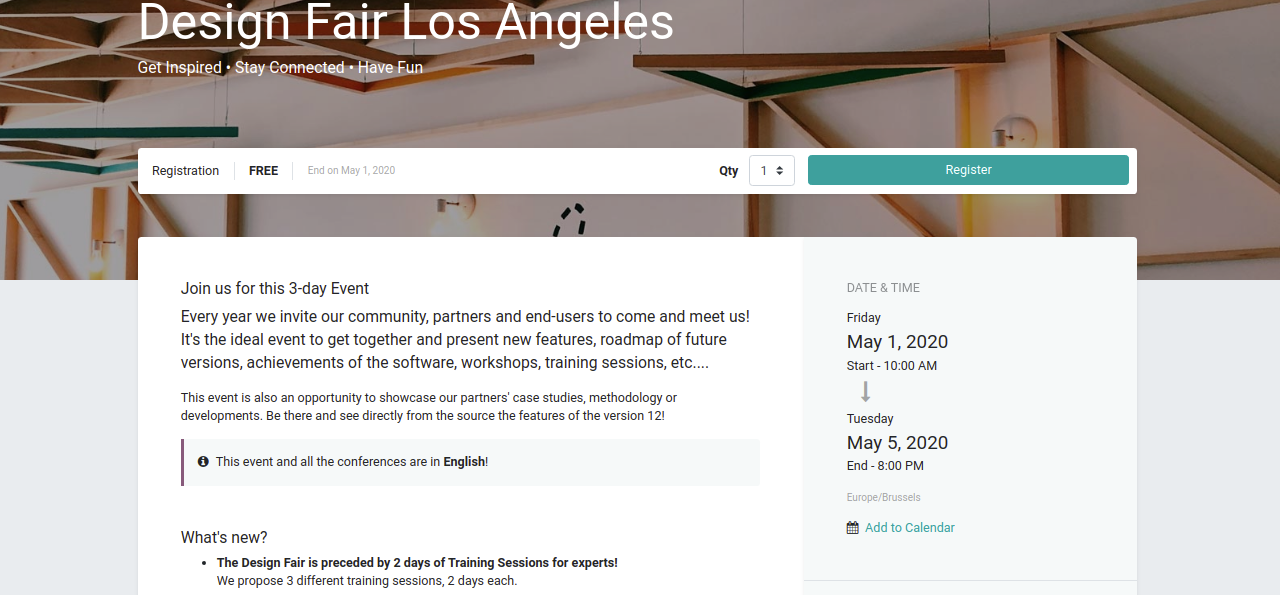 Design Fair Los Angeles
Get Inspired • Stay Connected • Have Fun
Registration FREE End on May 1, 2020 Qty 1 Register
Join us for this 3-day Event
Every year we invite our community, partners and end-users to come and meet us!
It's the ideal event to get together and present new features, roadmap of future
versions, achievements of the software, workshops, training sessions, etc....
This event is also an opportunity to showcase our partners' case studies, methodology or
developments. Be there and see directly from the source the features of the version 12!
This event and all the conferences are in English!
What's new?
• The Design Fair is preceded by 2 days of Training Sessions for experts!
We propose 3 different training sessions, 2 days each.
DATE & TIME
Friday
May 1, 2020
Start - 10:00 AM
Tuesday
May 5, 2020
End - 8:00 PM
Europe/Brussels
Add to Calendar